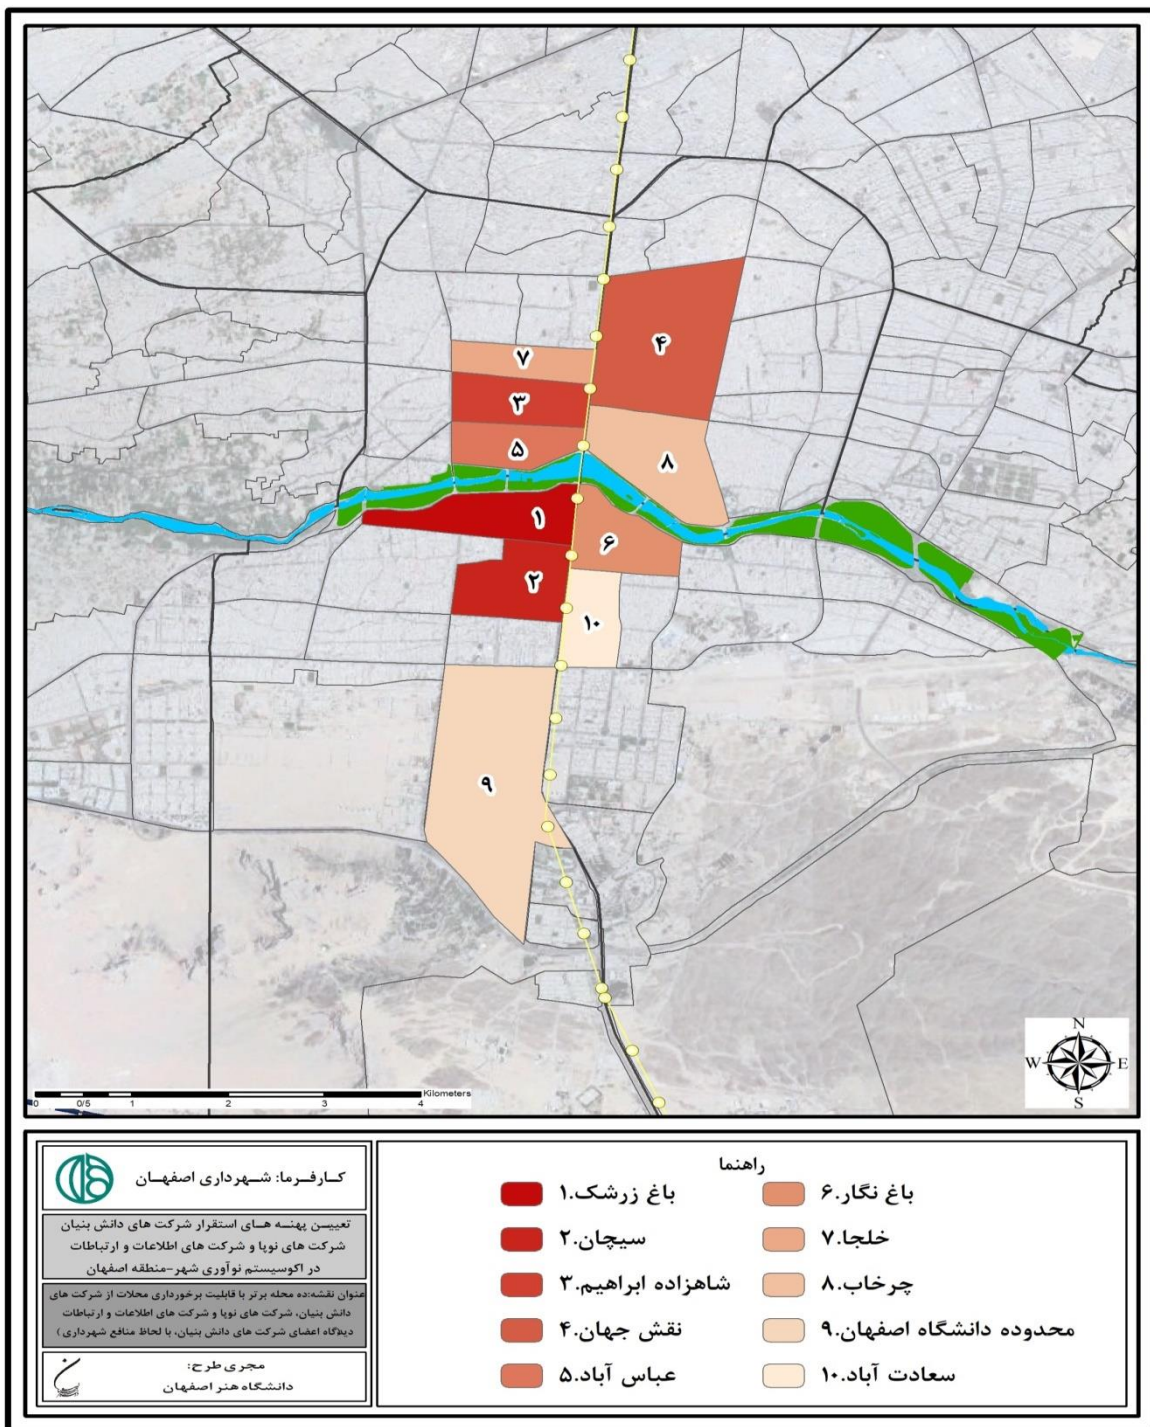 ۷
۴
۳
۵
۸
۱
۶
۲
۱۰
۹
N
W E
S
Kilometers
0 0/5 1 2 3 4
راهنما
۱.باغ زرشک
۲.سیچان
۳.شاهزاده ابراهیم
۴.نقش جهان
۵.عباس آباد
۶.باغ نگار
۷.خلجا
۸.چرخاب
۹.محدوده دانشگاه اصفهان
۱۰.سعادت آباد
کارفرما: شهرداری اصفهان
تعیین پهنه های استقرار شرکت های دانش بنیان
شرکت های نوپا و شرکت های اطلاعات و ارتباطات
در اکوسیستم نوآوری شهر-منطقه اصفهان
عنوان نقشه:ده محله برتر با قابلیت برخورداری محلات از شرکت های
دانش بنیان، شرکت های نوپا و شرکت های اطلاعات و ارتباطات
دیدگاه اعضای شرکت های دانش بنیان، با لحاظ منافع شهرداری)
مجری طرح:
دانشگاه هنر اصفهان